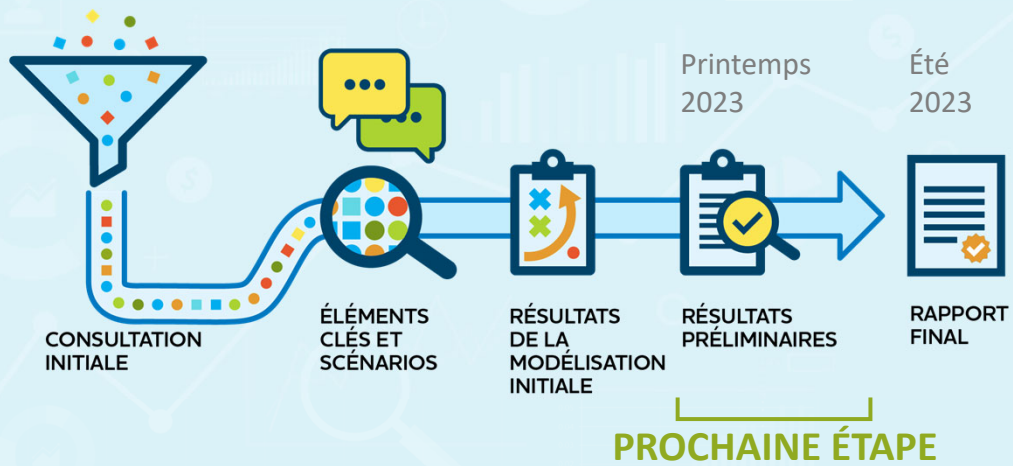 Printemps
2023
Été
2023
CONSULTATION
INITIALE
ÉLÉMENTS
CLÉS ET
SCÉNARIOS
RÉSULTATS
DE LA
MODÉLISATION
INITIALE
RÉSULTATS
PRÉLIMINAIRES
RAPPORT
FINAL
PROCHAINE ÉTAPE